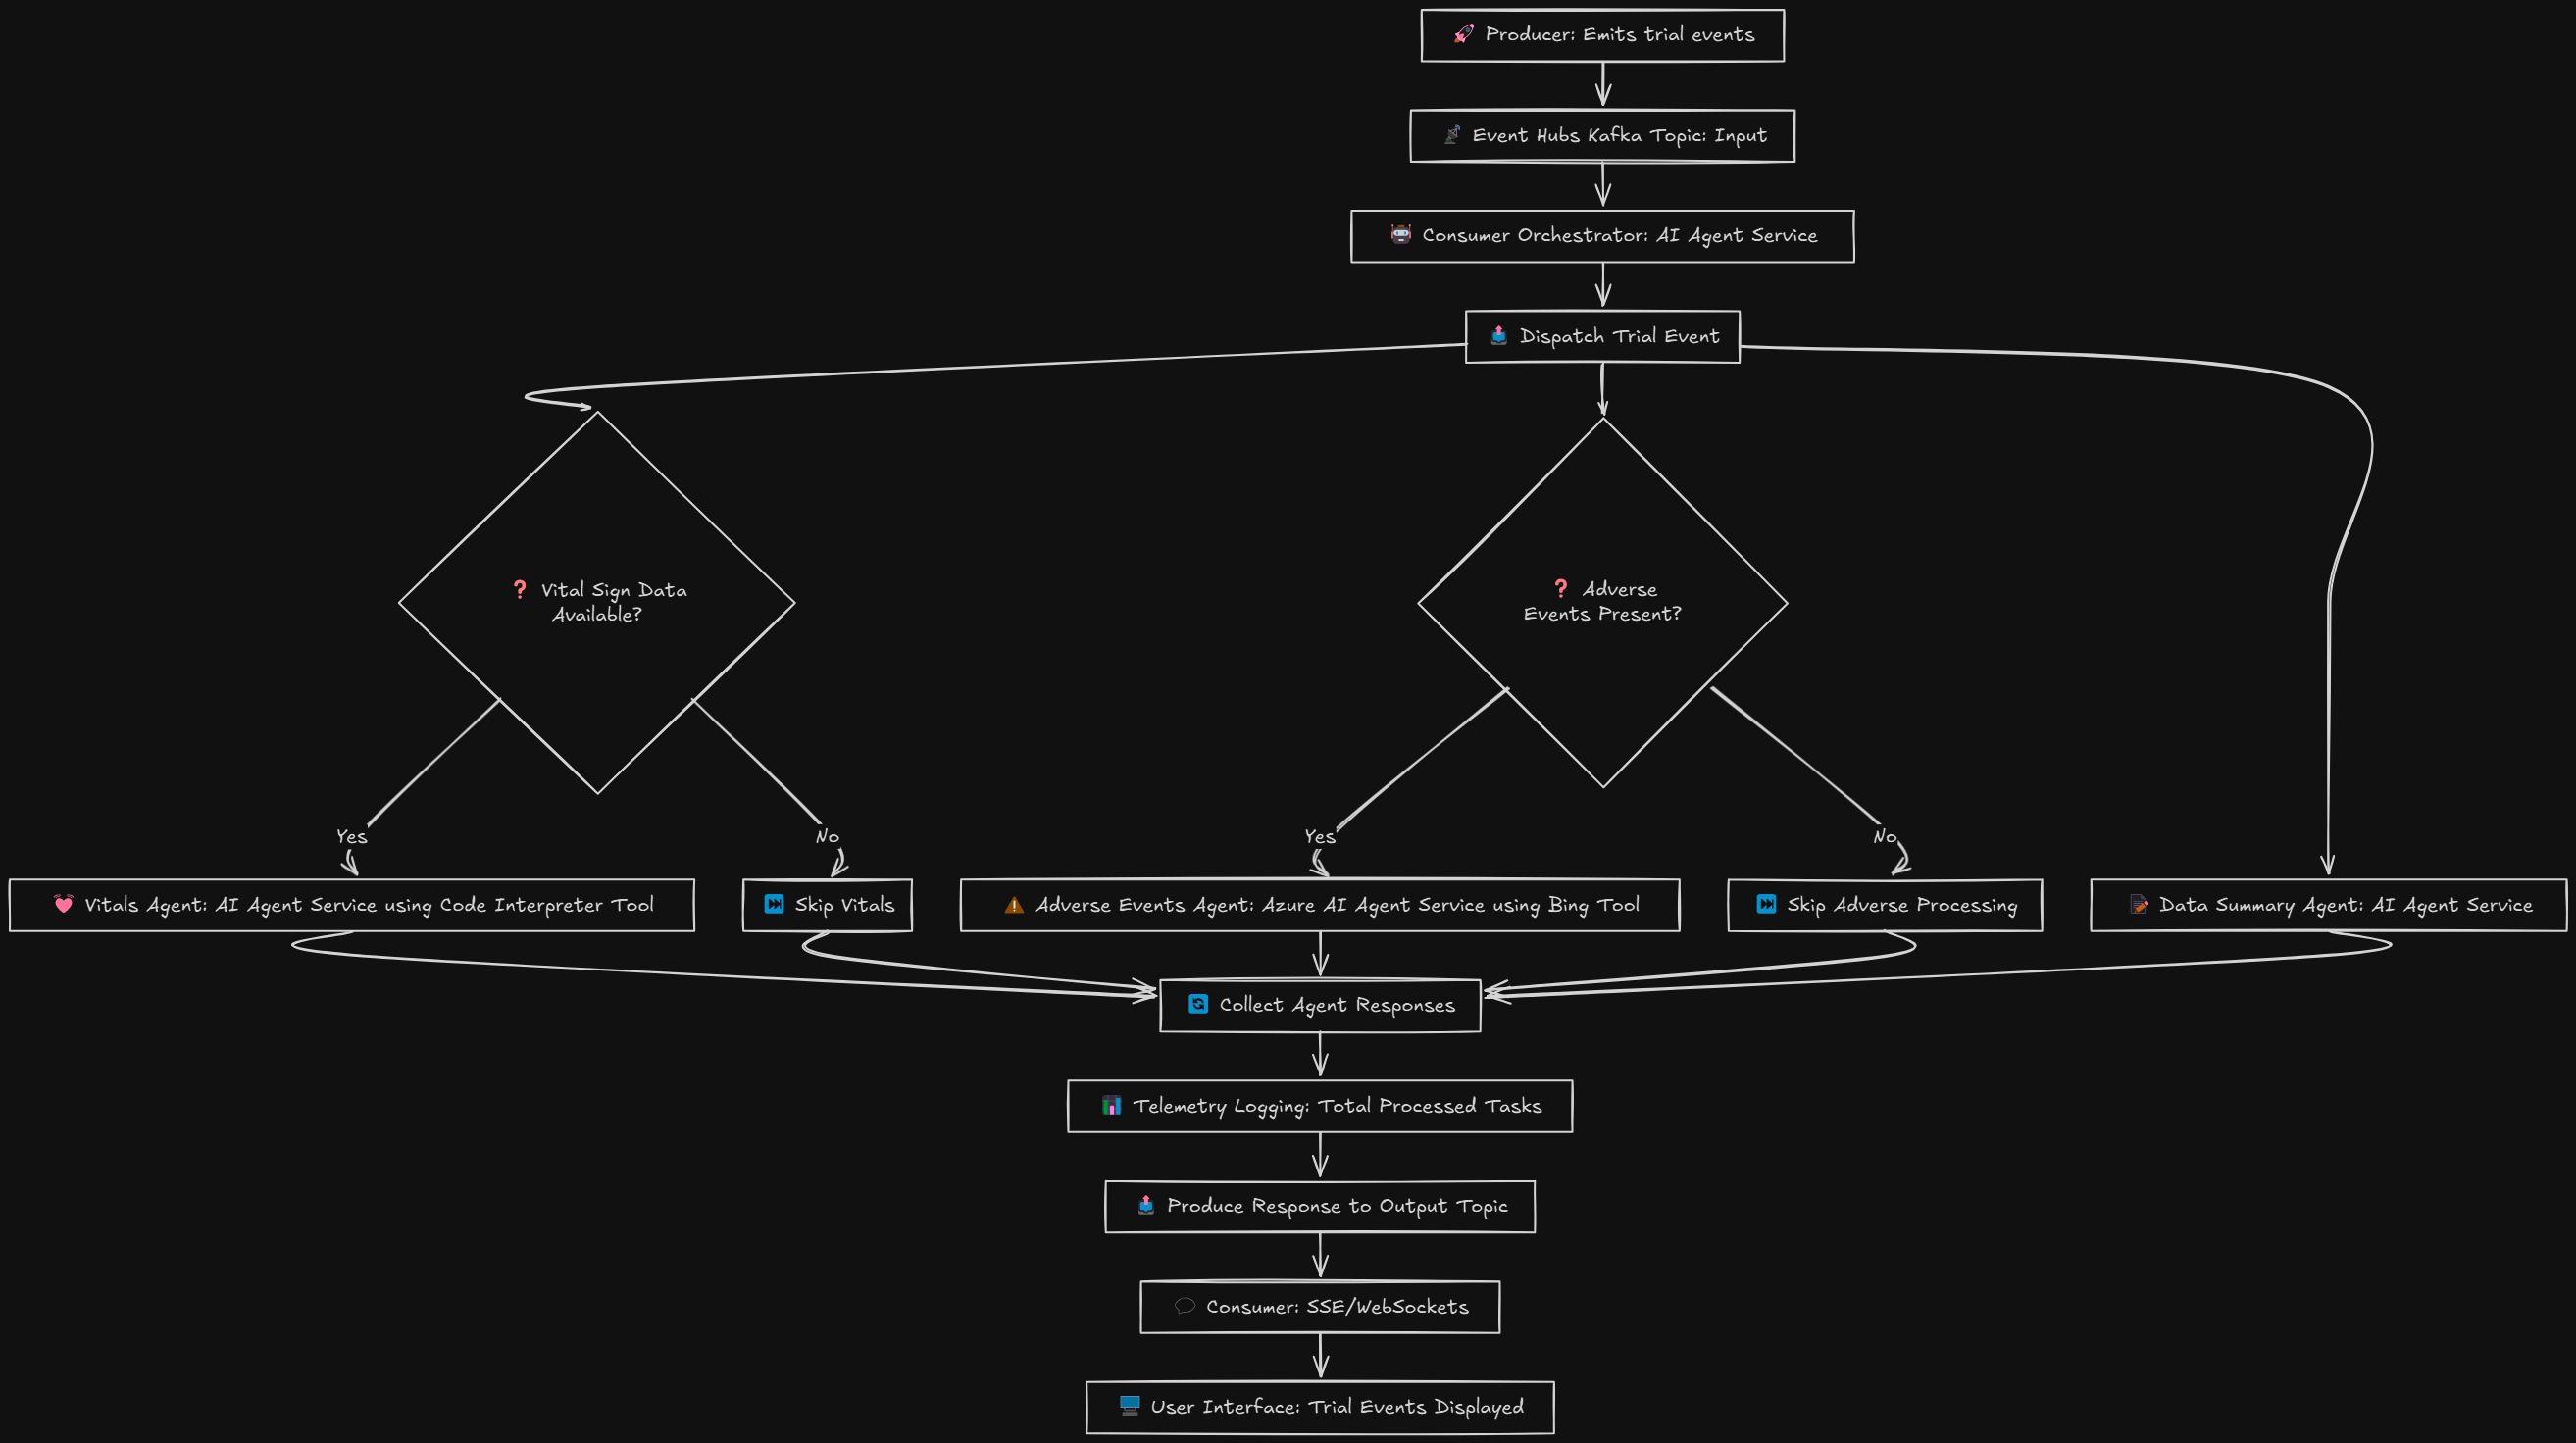 🚀 Producer: Emits trial events
📡 Event Hubs Kafka Topic: Input
🤖 Consumer Orchestrator: AI Agent Service
📤 Dispatch Trial Event
❓ Vital Sign Data
Available?
❓ Adverse
Events Present?
Yes
No
Yes
No
💓 Vitals Agent: AI Agent Service using Code Interpreter Tool
⏭️ Skip Vitals
⚠️ Adverse Events Agent: Azure AI Agent Service using Bing Tool
⏭️ Skip Adverse Processing
📝 Data Summary Agent: AI Agent Service
🔄 Collect Agent Responses
📊 Telemetry Logging: Total Processed Tasks
📤 Produce Response to Output Topic
💬 Consumer: SSE/WebSockets
🖥️ User Interface: Trial Events Displayed